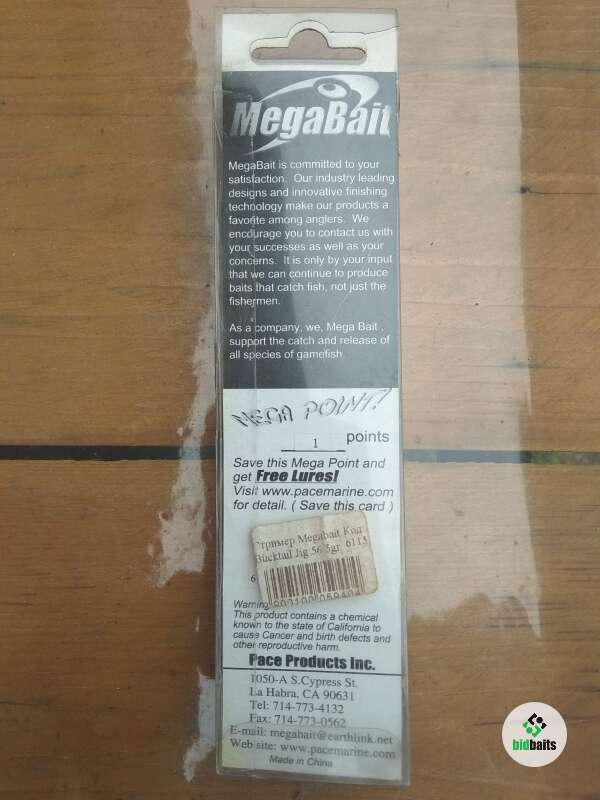 MegaBait
MegaBait is committed to your
satisfaction. Our industry leading
designs and innovative finishing
technology make our products a
favorite among anglers. We
encourage you to contact us with
your successes as well as your
concerns. It is only by your input
that we can continue to produce
baits that catch fish, not just the
fishermen.
As a company, we, Mega Bait ,
support the catch and release of
all species of gamefish.
MEGA POINT!
1 points
Save this Mega Point and
get Free Lures!
Visit www.pacemarine.com
for detail. ( Save this card )
Стример Megabait Код
Bucktail Jig 56.5gr 6115
Warning
This product contains a chemical
known to the state of California to
cause Cancer and birth defects and
other reproductive harm.
Pace Products Inc.
1050-A S.Cypress St.
La Habra, CA 90631
Tel: 714-773-4132
Fax: 714-773-0562
E-mail: megabait@earthlink.net
Web site: www.pacemarine.com
Made in China
bidbaits